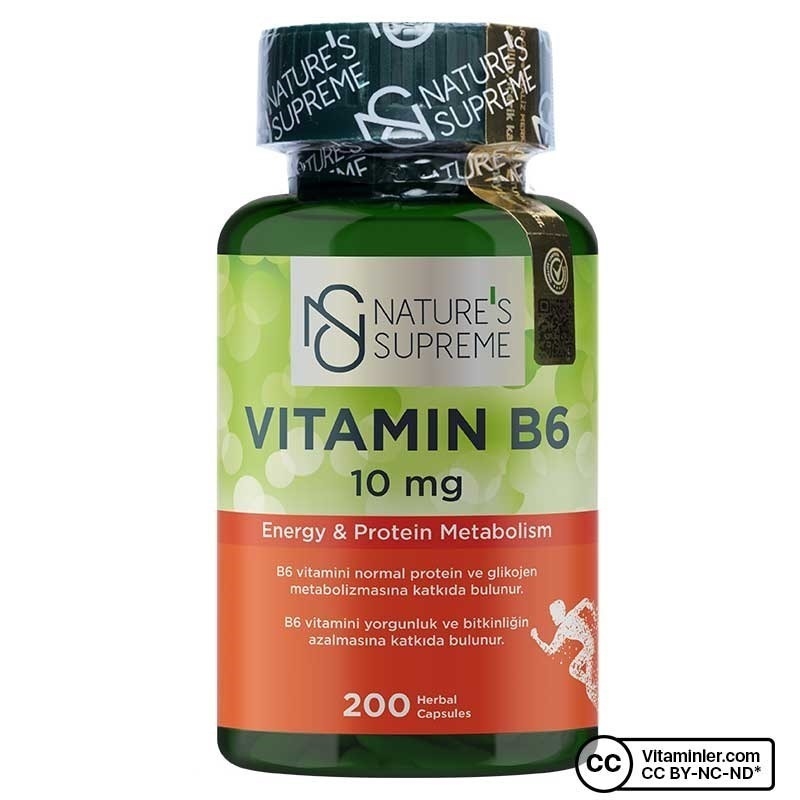 NATURE'S
SUPREME
NATURE'S
SUPREME
NATURE'S
SUPREME
VITAMIN B6
10 mg
Energy & Protein Metabolism
B6 vitamini normal protein ve glikojen
metabolizmasına katkıda bulunur.
B6 vitamini yorgunluk ve bitkinliğin
azalmasına katkıda bulunur.
200 Herbal
Capsules
cc Vitaminler.com
CC BY-NC-ND*